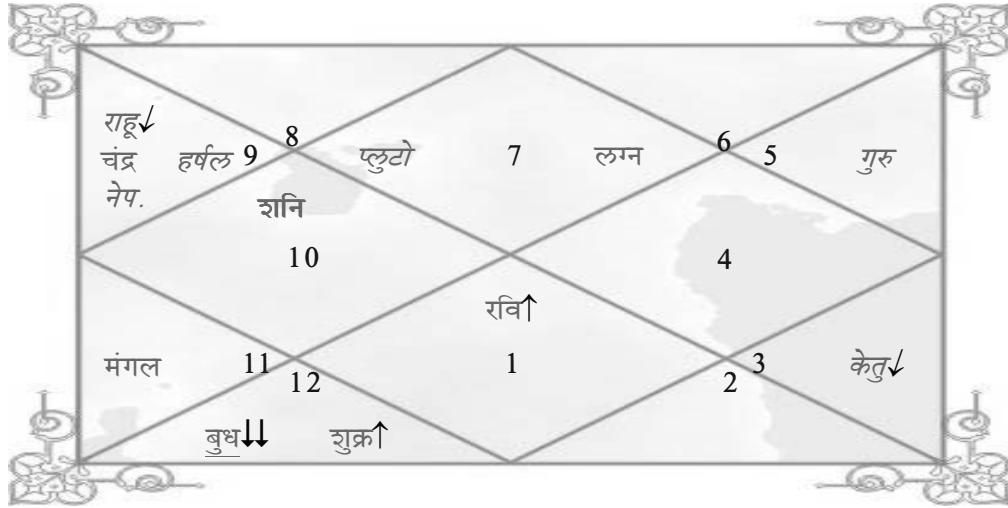 राहू↓ 8 6
चंद्र हर्षल 9 प्लुटो 7 लग्न 5 गुरु
नेप.
शनि
10 4
रवि↑
मंगल 11 1 3 केतु↓
12 2
बुध↓↓ शुक्र↑